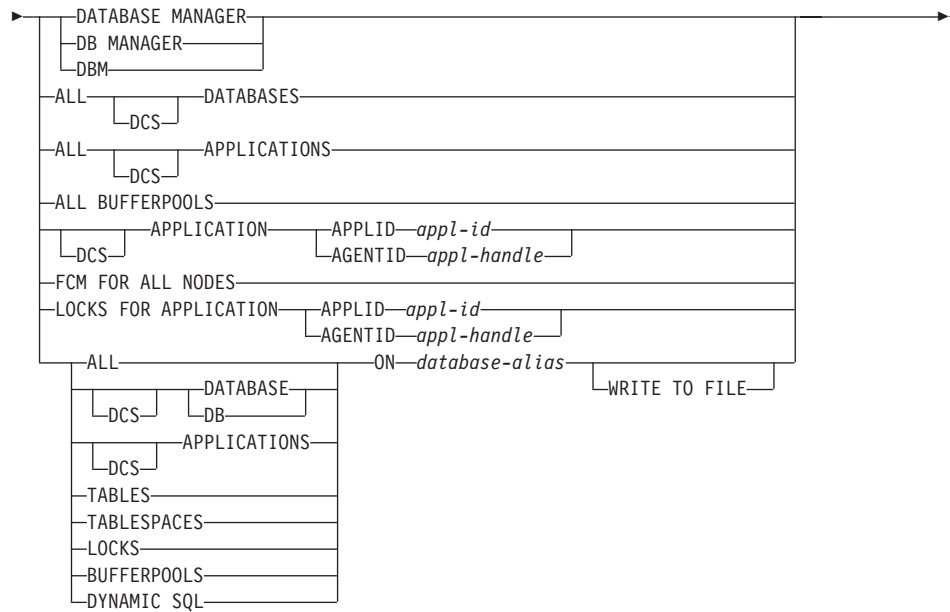 DATABASE MANAGER
DB MANAGER
DBM
ALL DCS DATABASES
ALL DCS APPLICATIONS
ALL BUFFERPOOLS
DCS APPLICATION APPLID appl-id
AGENTID appl-handle
FCM FOR ALL NODES
LOCKS FOR APPLICATION APPLID appl-id
AGENTID appl-handle
ALL ON database-alias WRITE TO FILE
DCS DATABASE
DB
DCS APPLICATIONS
TABLES
TABLESPACES
LOCKS
BUFFERPOOLS
DYNAMIC SQL